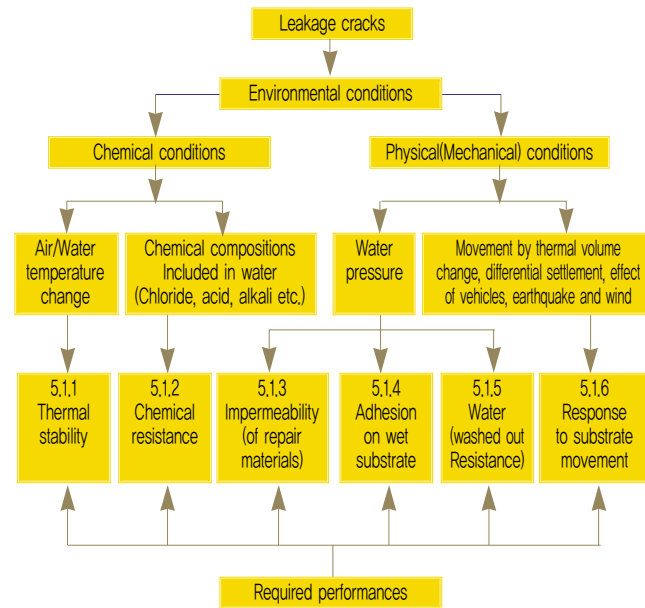 Leakage cracks
Environmental conditions
Chemical conditions
Physical(Mechanical) conditions
Air/Water
temperature
change
Chemical compositions
Included in water
(Chloride, acid, alkali etc.)
Water
pressure
Movement by thermal volume
change, differential settlement, effect
of vehicles, earthquake and wind
5.1.1
Thermal
stability
5.1.2
Chemical
resistance
5.1.3
Impermeability
(of repair
materials)
5.1.4
Adhesion
on wet
substrate
5.1.5
Water
(washed out
Resistance)
5.1.6
Response
to substrate
movement
Required performances